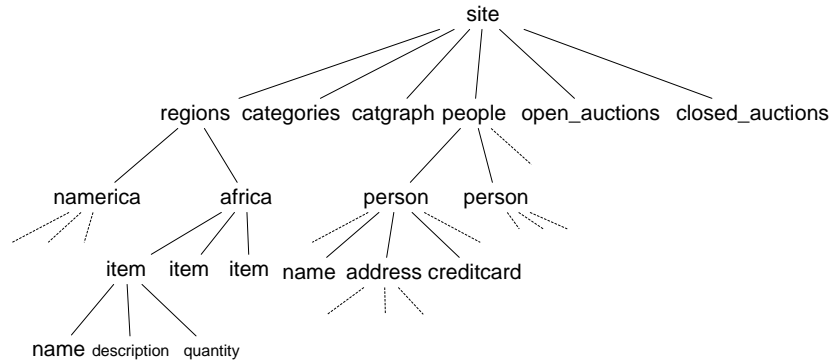 site
regions categories catgraph people open_auctions closed_auctions
namerica africa person person
item item item name address creditcard
name description quantity